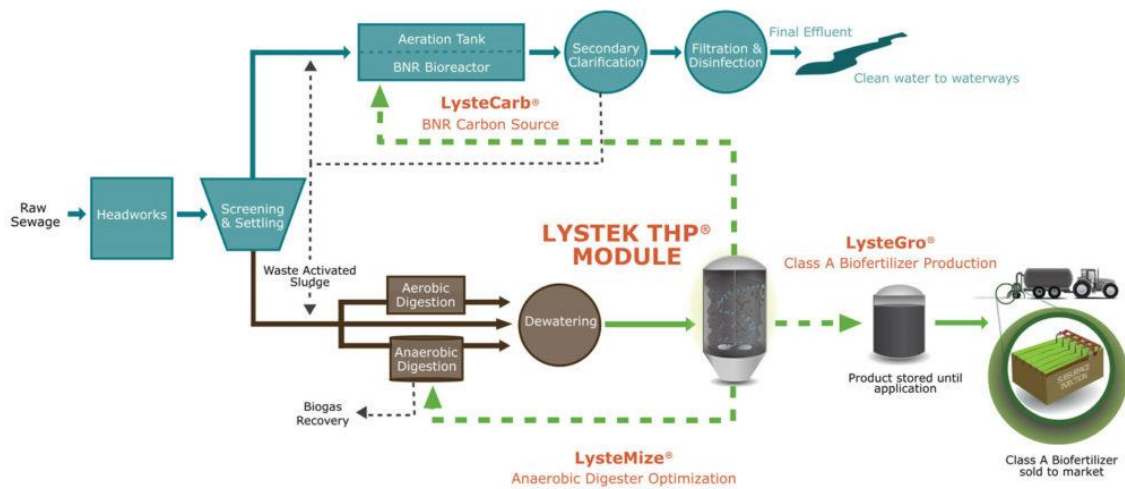 Aeration Tank
BNR Bioreactor
Secondary
Clarification
Filtration &
Disinfection
Final Effluent
Clean water to waterways
LysteCarb®
BNR Carbon Source
Raw
Sewage
Headworks
Screening
& Settling
Waste Activated
Sludge
Aerobic
Digestion
Anaerobic
Digestion
Biogas
Recovery
Dewatering
LYSTEK THP®
MODULE
LysteMize®
Anaerobic Digester Optimization
LysteGro®
Class A Biofertilizer Production
Product stored until
application
SUBSURFACE
INJECTION
Class A Biofertilizer
sold to market